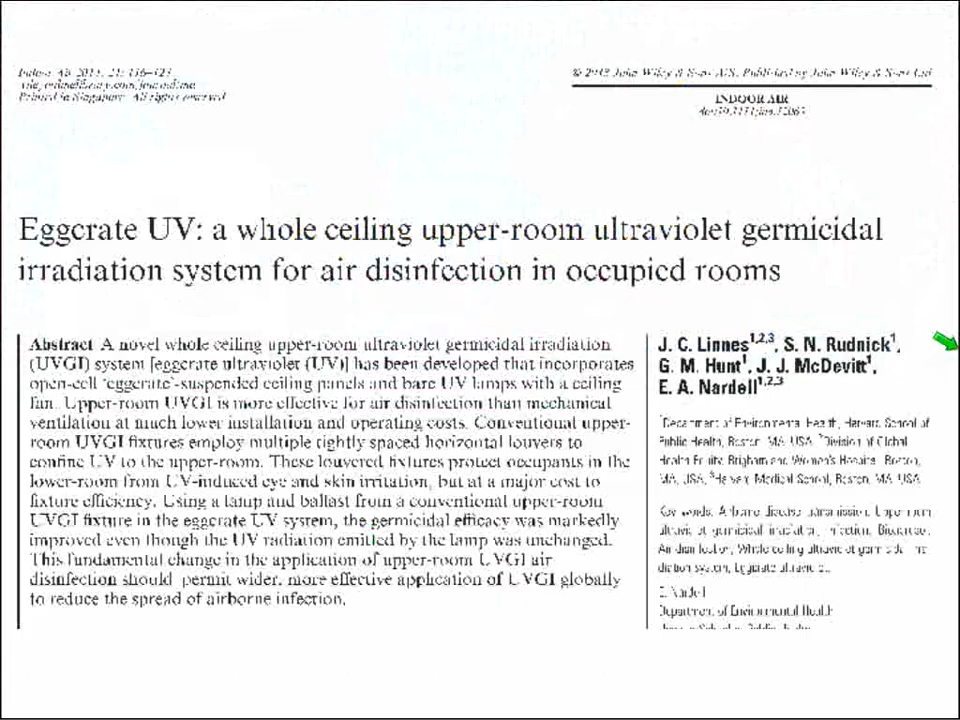 Indoor Air 2014; 24: 116–124
wileyonlinelibrary.com/journal/ina
Printed in Singapore. All rights reserved
© 2013 John Wiley & Sons A/S. Published by John Wiley & Sons Ltd
INDOOR AIR
Eggcrate UV: a whole ceiling upper-room ultraviolet germicidal
irradiation system for air disinfection in occupied rooms
Abstract A novel whole ceiling upper-room ultraviolet germicidal irradiation
(UVGI) system [eggcrate ultraviolet (UV)] has been developed that incorporates
open-cell 'eggcrate'-suspended ceiling panels and bare UV lamps with a ceiling
fan. Upper-room UVGI is more effective for air disinfection than mechanical
ventilation at much lower installation and operating costs. Conventional upper-
room UVGI fixtures employ multiple tightly spaced horizontal louvers to
confine UV to the upper-room. These louvered fixtures protect occupants in the
lower-room from UV-induced eye and skin irritation, but at a major cost to
fixture efficiency. Using a lamp and ballast from a conventional upper-room
UVGI fixture in the eggcrate UV system, the germicidal efficacy was markedly
improved even though the UV radiation emitted by the lamp was unchanged.
This fundamental change in the application of upper-room UVGI air
disinfection should permit wider, more effective application of UVGI globally
to reduce the spread of airborne infection.
J. C. Linnes1,2,3, S. N. Rudnick1,
G. M. Hunt1, J. J. McDevitt1,
E. A. Nardell1,2,3
1Department of Environmental Health, Harvard School of
Public Health, Boston, MA, USA, 2Division of Global
Health Equity, Brigham and Women's Hospital, Boston,
MA, USA, 3Harvard Medical School, Boston, MA, USA
Key words: Airborne disease transmission; Upper-room
ultraviolet germicidal irradiation; Infection; Bioaerosol;
Air disinfection; Whole ceiling ultraviolet germicidal irra-
diation system; Eggcrate ultraviolet.
E. Nardell
Department of Environmental Health